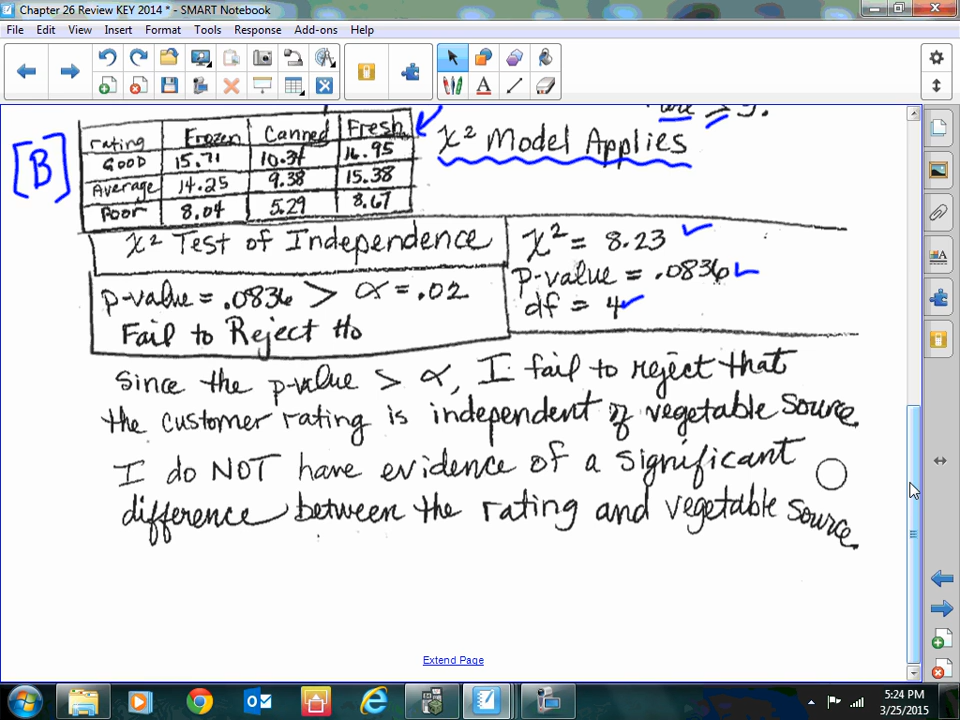 Chapter 26 Review KEY 2014 * - SMART Notebook
File Edit View Insert Format Tools Response Add-ons Help
are ≥ 5.
[B]
rating Frozen Canned Fresh
GOOD 15.71 10.34 16.95
Average 14.25 9.38 15.38
Poor 8.04 5.29 8.67
χ² Model Applies
χ² Test of Independence
χ² = 8.23
p-value = .0836
df = 4
p-value = .0836 > α = .02
Fail to Reject Ho
Since the p-value > α, I fail to reject that
the customer rating is independent of vegetable source.
I do NOT have evidence of a significant
difference between the rating and vegetable source.
Extend Page
5:24 PM
3/25/2015